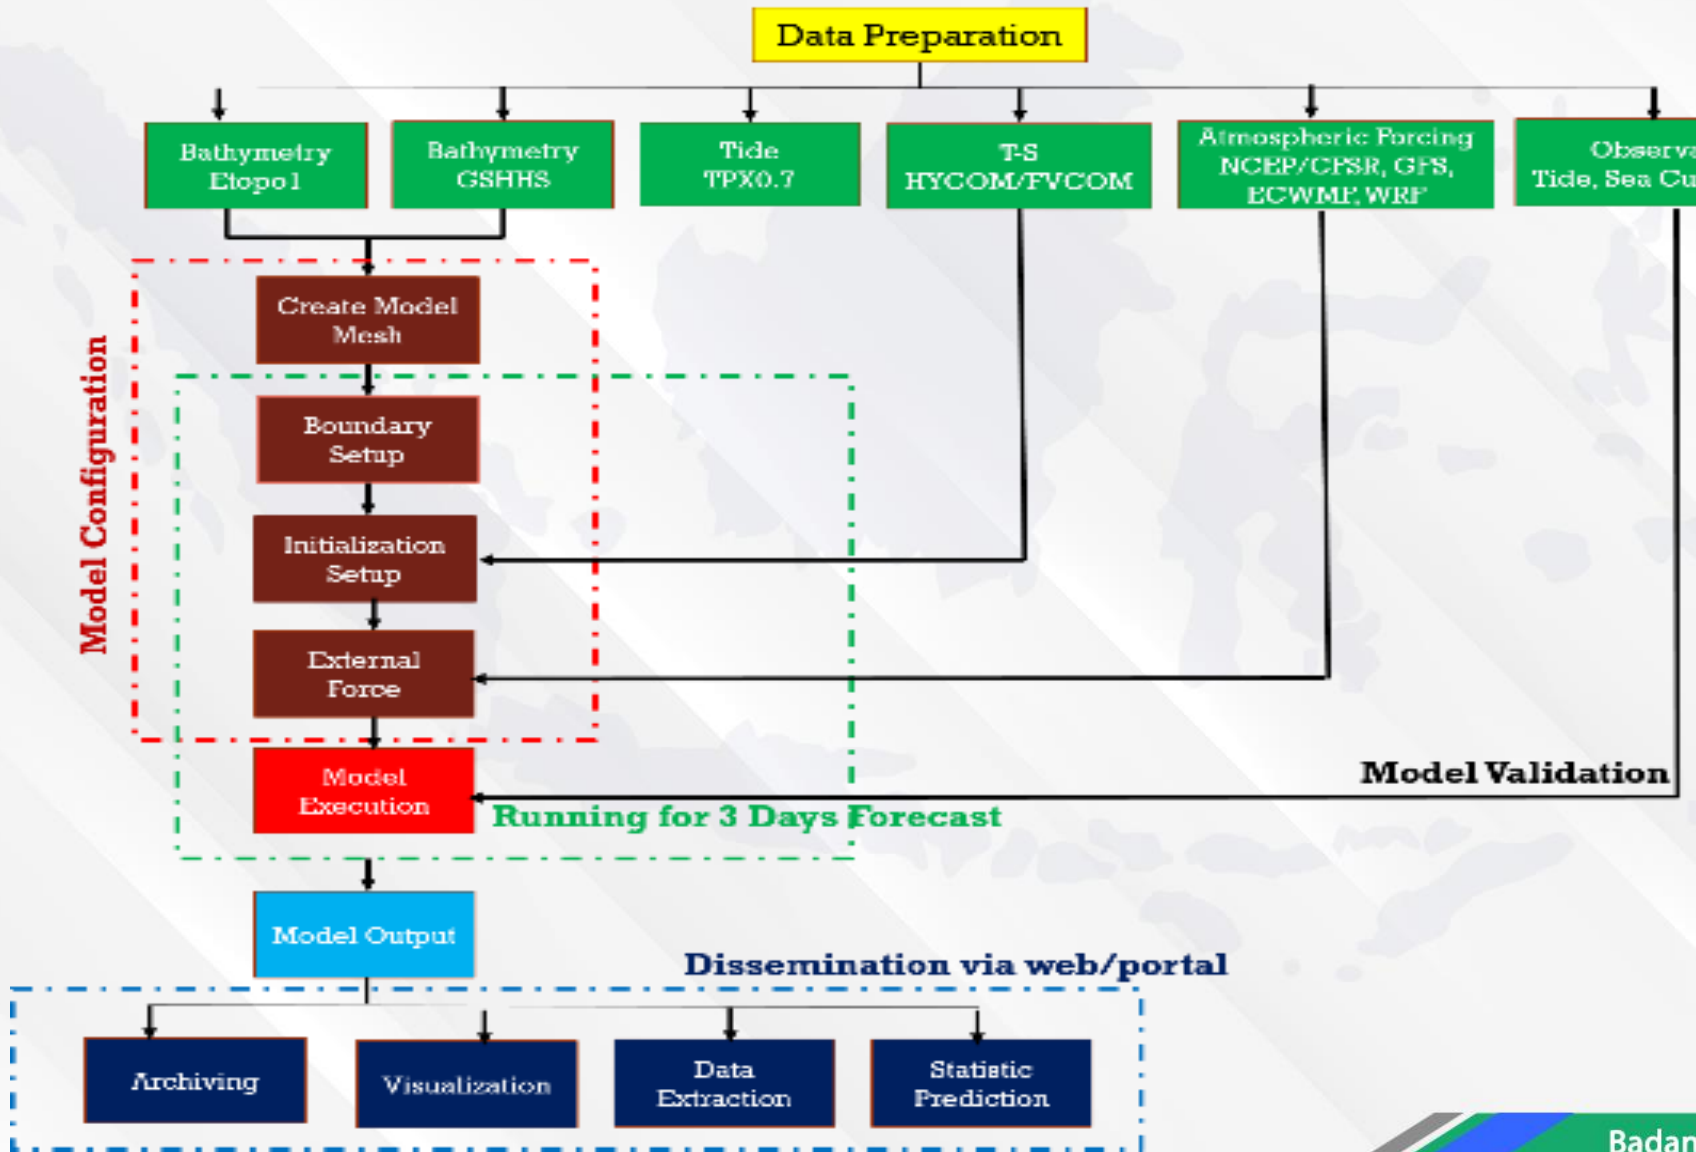 Data Preparation
Bathymetry
Etopo1
Bathymetry
GSHHS
Tide
TPX0.7
T-S
HYCOM/FVCOM
Atmospheric Forcing
NCEP/CFSR, GFS,
ECWMF, WRF
Observa
Tide, Sea Cu
Model Configuration
Create Model
Mesh
Boundary
Setup
Initialization
Setup
External
Force
Model
Execution
Model Validation
Running for 3 Days Forecast
Model Output
Dissemination via web/portal
Archiving
Visualization
Data
Extraction
Statistic
Prediction
Badan